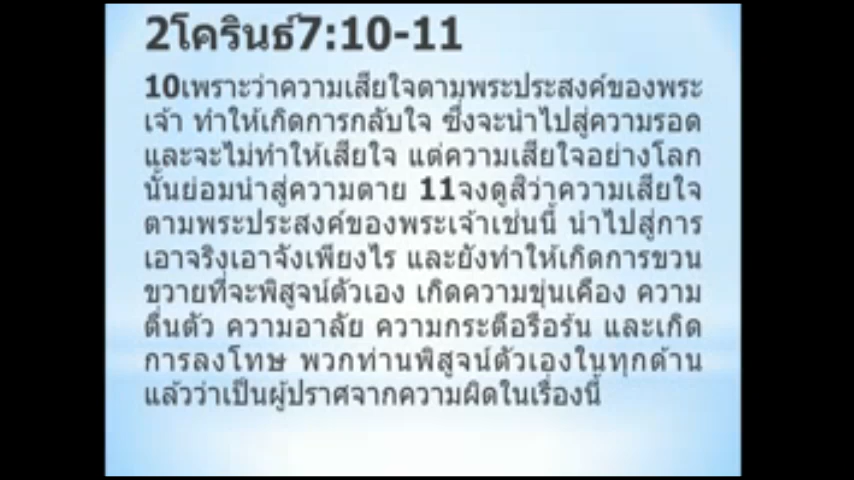 2โครินธ์7:10-11
10เพราะว่าความเสียใจตามพระประสงค์ของพระ
เจ้า ทำให้เกิดการกลับใจ ซึ่งจะนำไปสู่ความรอด
และจะไม่ทำให้เสียใจ แต่ความเสียใจอย่างโลก
นั้นย่อมนำสู่ความตาย 11จงดูสิว่าความเสียใจ
ตามพระประสงค์ของพระเจ้าเช่นนี้ นำไปสู่การ
เอาจริงเอาจังเพียงไร และยังทำให้เกิดการขวน
ขวายที่จะพิสูจน์ตัวเอง เกิดความขุ่นเคือง ความ
ตื่นตัว ความอาลัย ความกระตือรือร้น และเกิด
การลงโทษ พวกท่านพิสูจน์ตัวเองในทุกด้าน
แล้วว่าเป็นผู้ปราศจากความผิดในเรื่องนี้